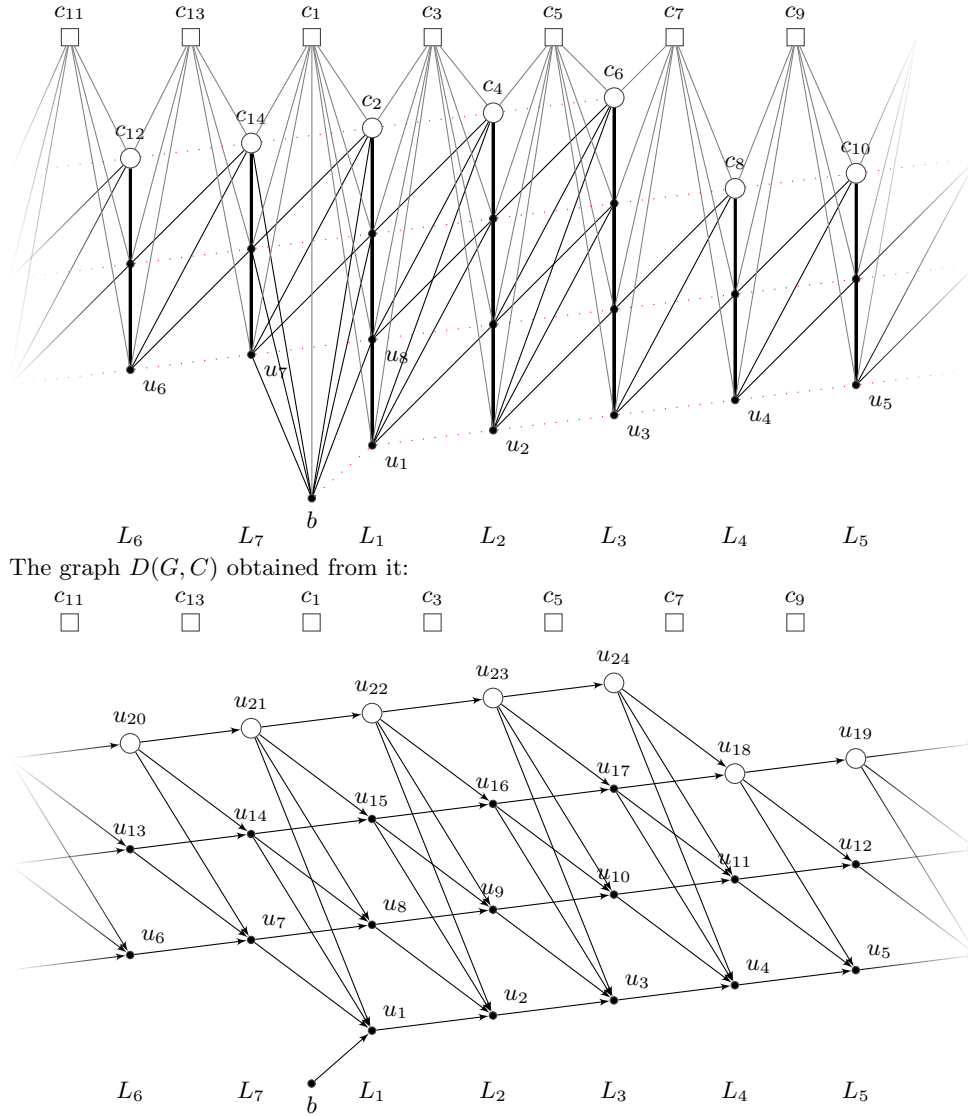 c11 c13 c1 c3 c5 c7 c9
c6
c4
c2
c14
c12
c8 c10
u8
u7
u6
u5
u4
u3
u2
u1
b
L6 L7 L1 L2 L3 L4 L5
The graph D(G, C) obtained from it:
c11 c13 c1 c3 c5 c7 c9
u24
u23
u22
u21
u20
u19
u18
u17
u16
u15
u14
u13
u12
u11
u10
u9
u8
u7
u6
u5
u4
u3
u2
u1
L6 L7 b L1 L2 L3 L4 L5